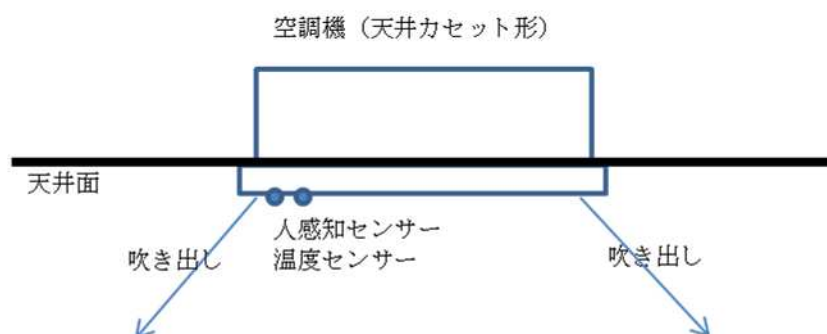 空調機（天井カセット形）
天井面
人感知センサー
温度センサー
吹き出し
吹き出し